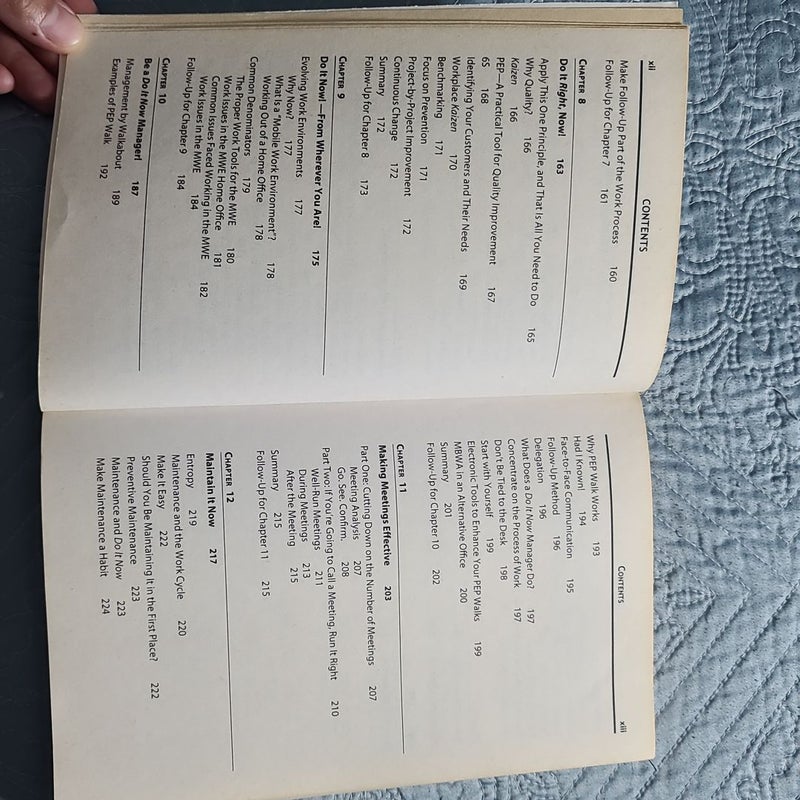 xii
CONTENTS
Make Follow-Up Part of the Work Process 160
Follow-Up for Chapter 7 161
CHAPTER 8
Do It Right, Now! 163
Apply This One Principle, and That Is All You Need to Do 165
Why Quality? 166
Kaizen 166
PEP—A Practical Tool for Quality Improvement 167
6S 168
Identifying Your Customers and Their Needs 169
Workplace Kaizen 170
Benchmarking 171
Focus on Prevention 171
Project-by-Project Improvement 172
Continuous Change 172
Summary 172
Follow-Up for Chapter 8 173
CHAPTER 9
Do It Now!—From Wherever You Are! 175
Evolving Work Environments 177
Why Now? 177
What Is a "Mobile Work Environment"? 178
Working Out of a Home Office 178
Common Denominators 179
The Proper Work Tools for the MWE 180
Work Issues in the MWE Home Office 181
Common Issues Faced Working in the MWE 182
Work Issues in the MWE 184
Follow-Up for Chapter 9 184
CHAPTER 10
Be a Do It Now Manager! 187
Management by Walkabout 189
Examples of PEP Walk 192
CONTENTS
xiii
Why PEP Walk Works 193
Had I Known! 194
Face-to-Face Communication 195
Follow-Up Method 196
Delegation 196
What Does a Do It Now Manager Do? 197
Concentrate on the Process of Work 197
Don't Be Tied to the Desk 198
Start with Yourself 199
Electronic Tools to Enhance Your PEP Walks 199
MBWA in an Alternative Office 200
Summary 201
Follow-Up for Chapter 10 202
CHAPTER 11
Making Meetings Effective 203
Part One: Cutting Down on the Number of Meetings 207
Meeting Analysis 207
Go. See. Confirm. 208
Part Two: If You're Going to Call a Meeting, Run It Right 210
Well-Run Meetings 211
During Meetings 213
After the Meeting 215
Summary 215
Follow-Up for Chapter 11 215
CHAPTER 12
Maintain It Now 217
Entropy 219
Maintenance and the Work Cycle 220
Make It Easy 222
Should You Be Maintaining It in the First Place? 222
Preventive Maintenance 223
Maintenance and Do It Now 223
Make Maintenance a Habit 224